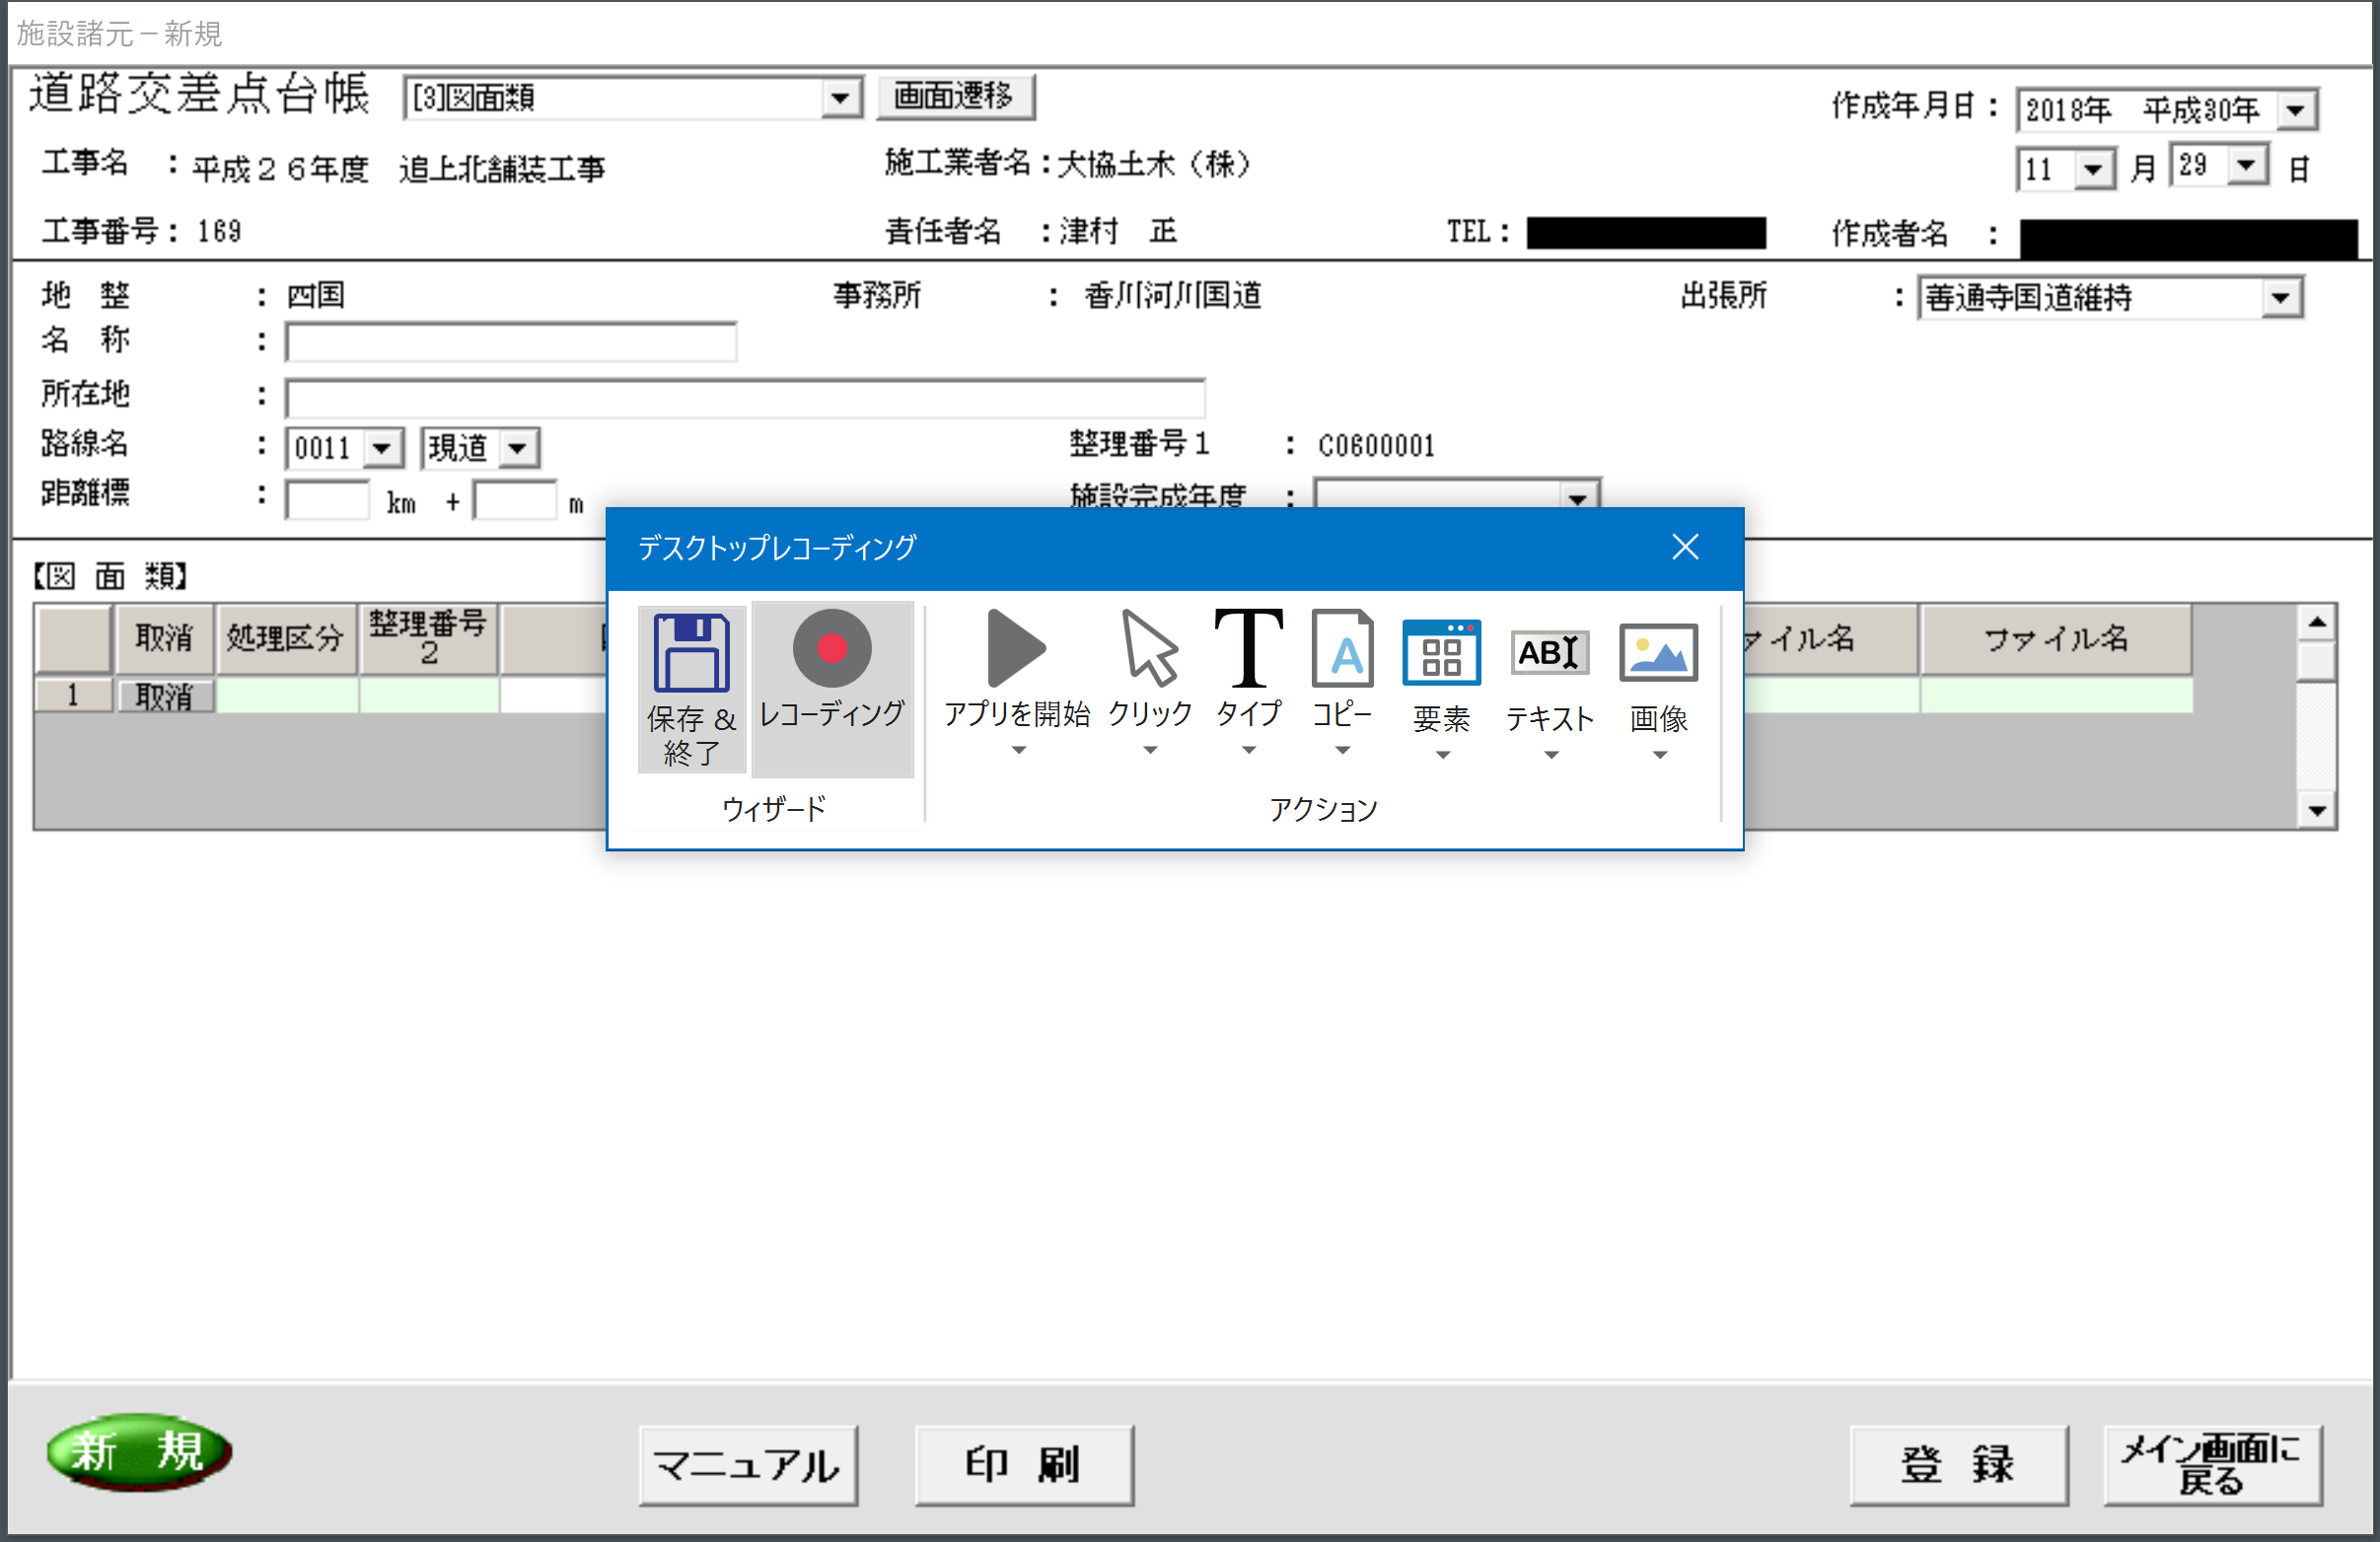 施設諸元－新規
道路交差点台帳 [3]図面類 画面遷移 作成年月日： 2018年 平成30年
工事名 ：平成２６年度 追上北舗装工事 施工業者名：大協土木（株） 11 月 29 日
工事番号：169 責任者名 ：津村 正 TEL： 作成者名 ：
地 整 ： 四国 事務所 ： 香川河川国道 出張所 ： 善通寺国道維持
名 称 ：
所在地 ：
路線名 ： 0011 現道 整理番号１ ： C0600001
距離標 ： km + m 施設完成年度 ：
【図 面 類】
取消 処理区分 整理番号2 ァイル名 ファイル名
1 取消
デスクトップレコーディング
保存 & 終了 レコーディング アプリを開始 クリック タイプ コピー 要素 テキスト 画像
ウィザード アクション
新 規 マニュアル 印 刷 登 録 メイン画面に戻る